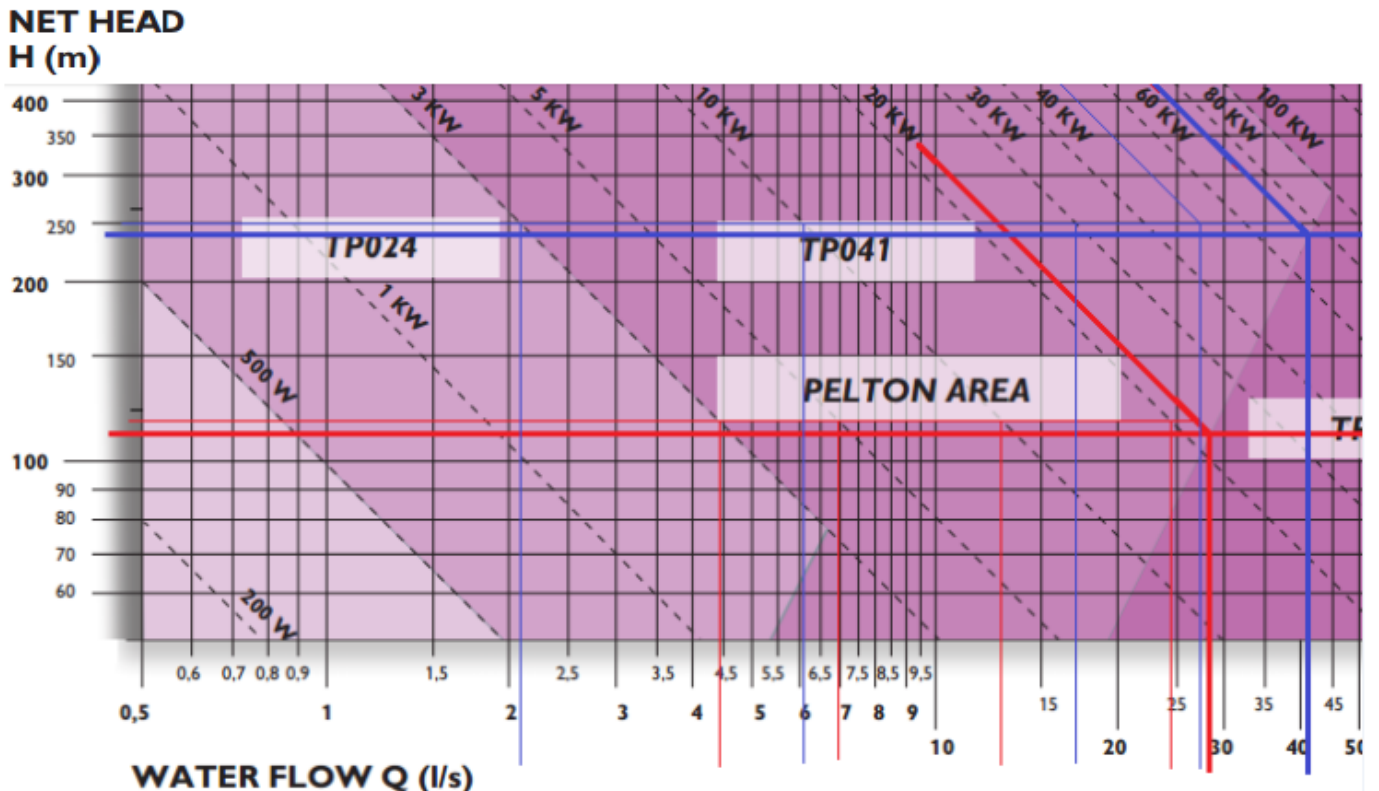 NET HEAD
H (m)
400
350
300
250
200
150
100
90
80
70
60
3 KW
5 KW
10 KW
20 KW
30 KW
40 KW
60 KW
80 KW
100 KW
TP024
TP041
1 KW
500 W
PELTON AREA
200 W
0,6 0,7 0,8 0,9 1,5 2,5 3,5 4,5 5,5 6,5 7,5 8,5 9,5
0,5 1 2 3 4 5 6 7 8 9
15 25 35 45
10 20 30 40
WATER FLOW Q (l/s)